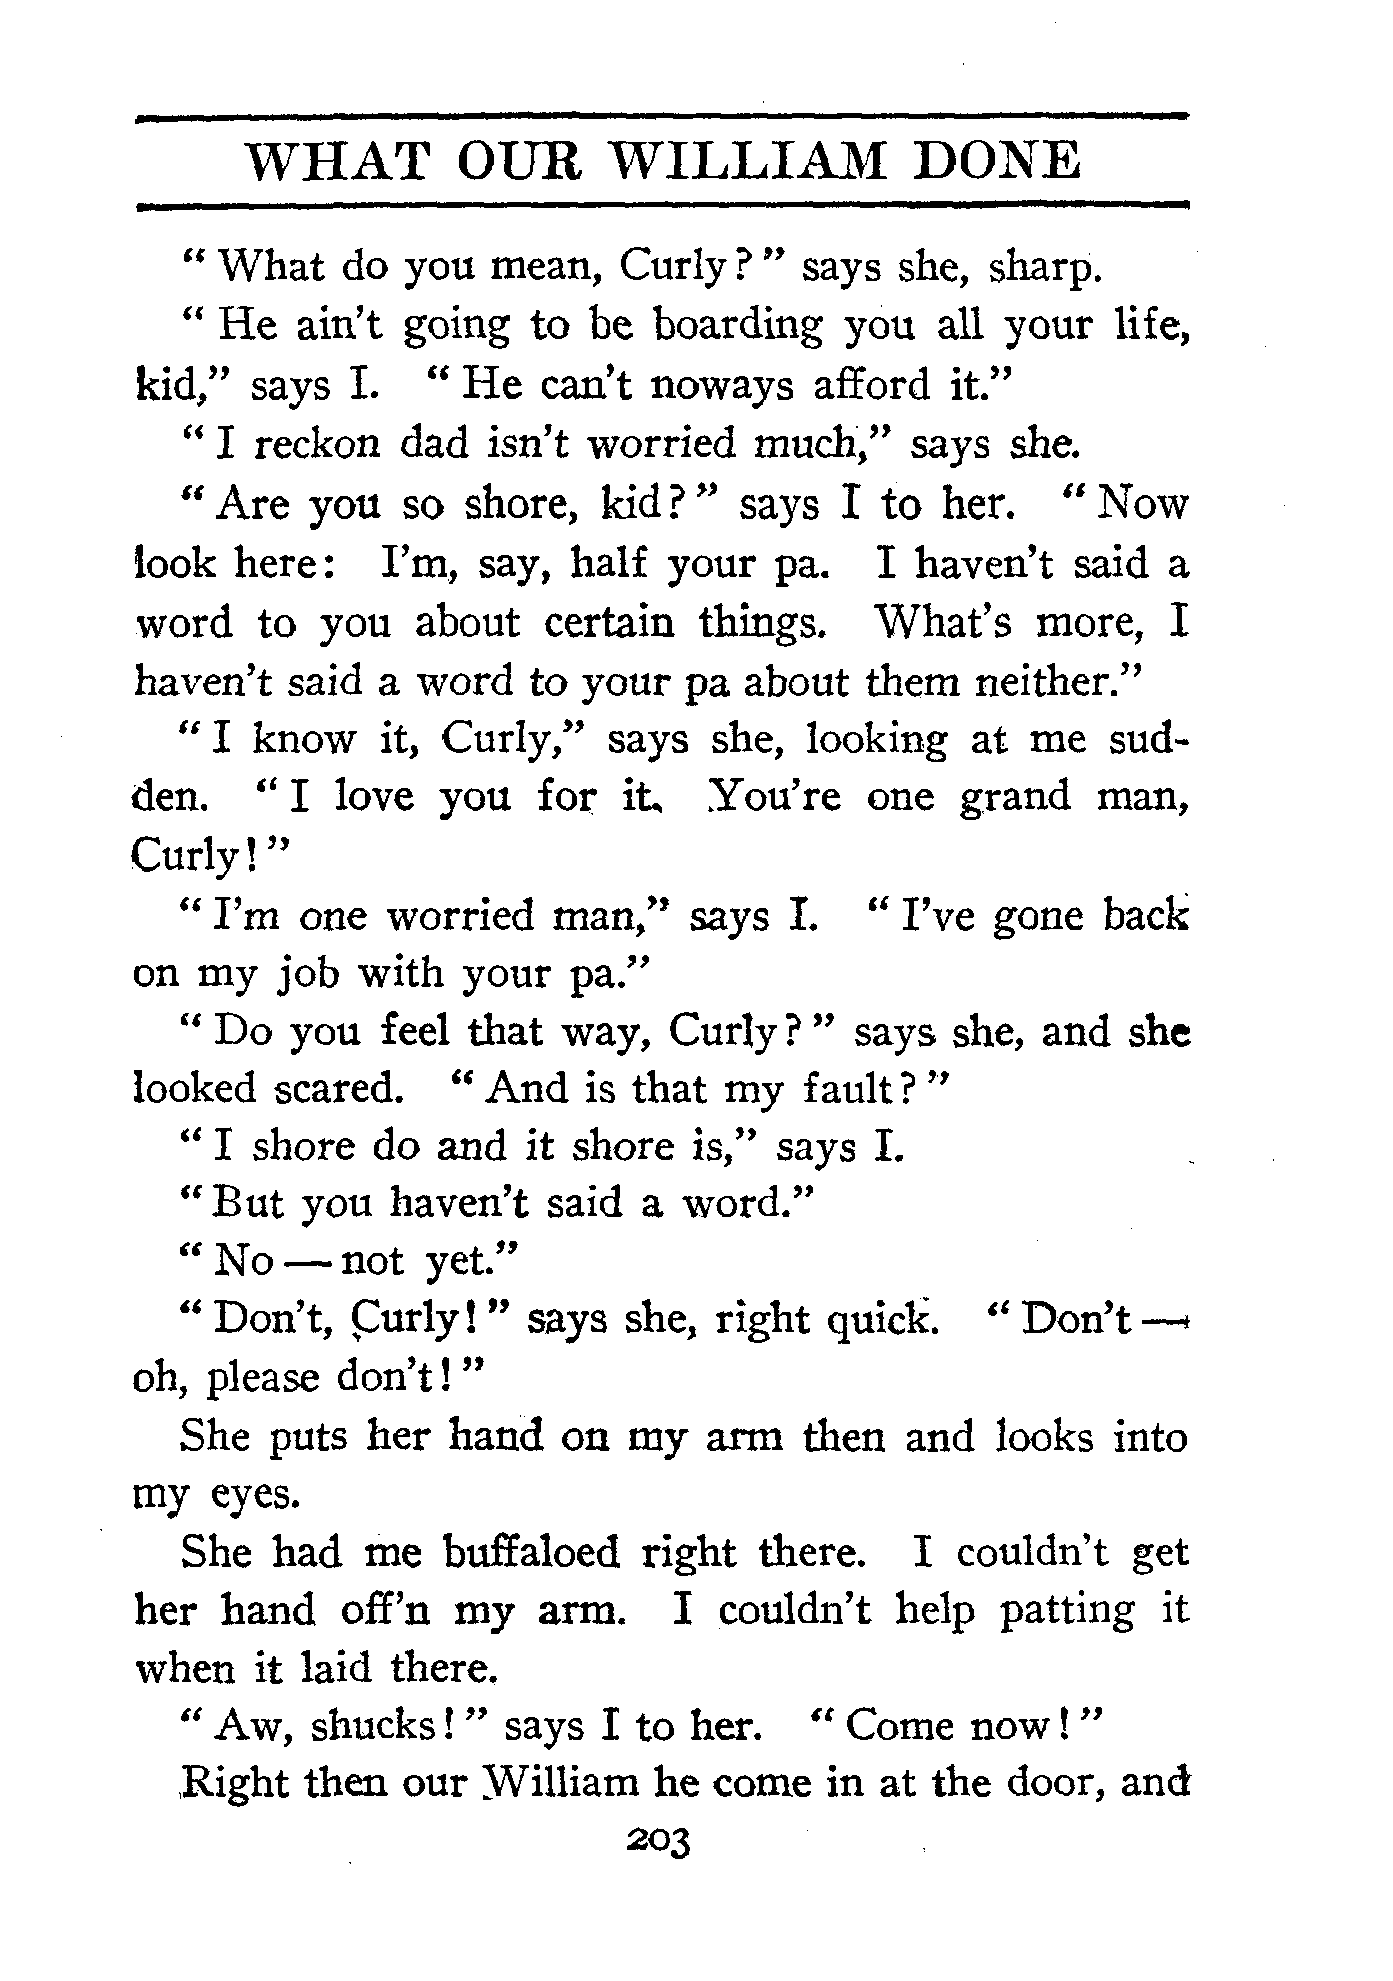 WHAT OUR WILLIAM DONE
“ What do you mean, Curly? ” says she, sharp.
“ He ain’t going to be boarding you all your life,
kid,” says I. “ He can’t noways afford it.”
“ I reckon dad isn’t worried much,” says she.
“ Are you so shore, kid? ” says I to her. “ Now
look here: I’m, say, half your pa. I haven’t said a
word to you about certain things. What’s more, I
haven’t said a word to your pa about them neither.”
“ I know it, Curly,” says she, looking at me sud-
den. “ I love you for it. You’re one grand man,
Curly! ”
“ I’m one worried man,” says I. “ I’ve gone back
on my job with your pa.”
“ Do you feel that way, Curly? ” says she, and she
looked scared. “ And is that my fault? ”
“ I shore do and it shore is,” says I.
“ But you haven’t said a word.”
“ No — not yet.”
“ Don’t, Curly! ” says she, right quick. “ Don’t —
oh, please don’t! ”
She puts her hand on my arm then and looks into
my eyes.
She had me buffaloed right there. I couldn’t get
her hand off’n my arm. I couldn’t help patting it
when it laid there.
“ Aw, shucks! ” says I to her. “ Come now! ”
Right then our William he come in at the door, and
203